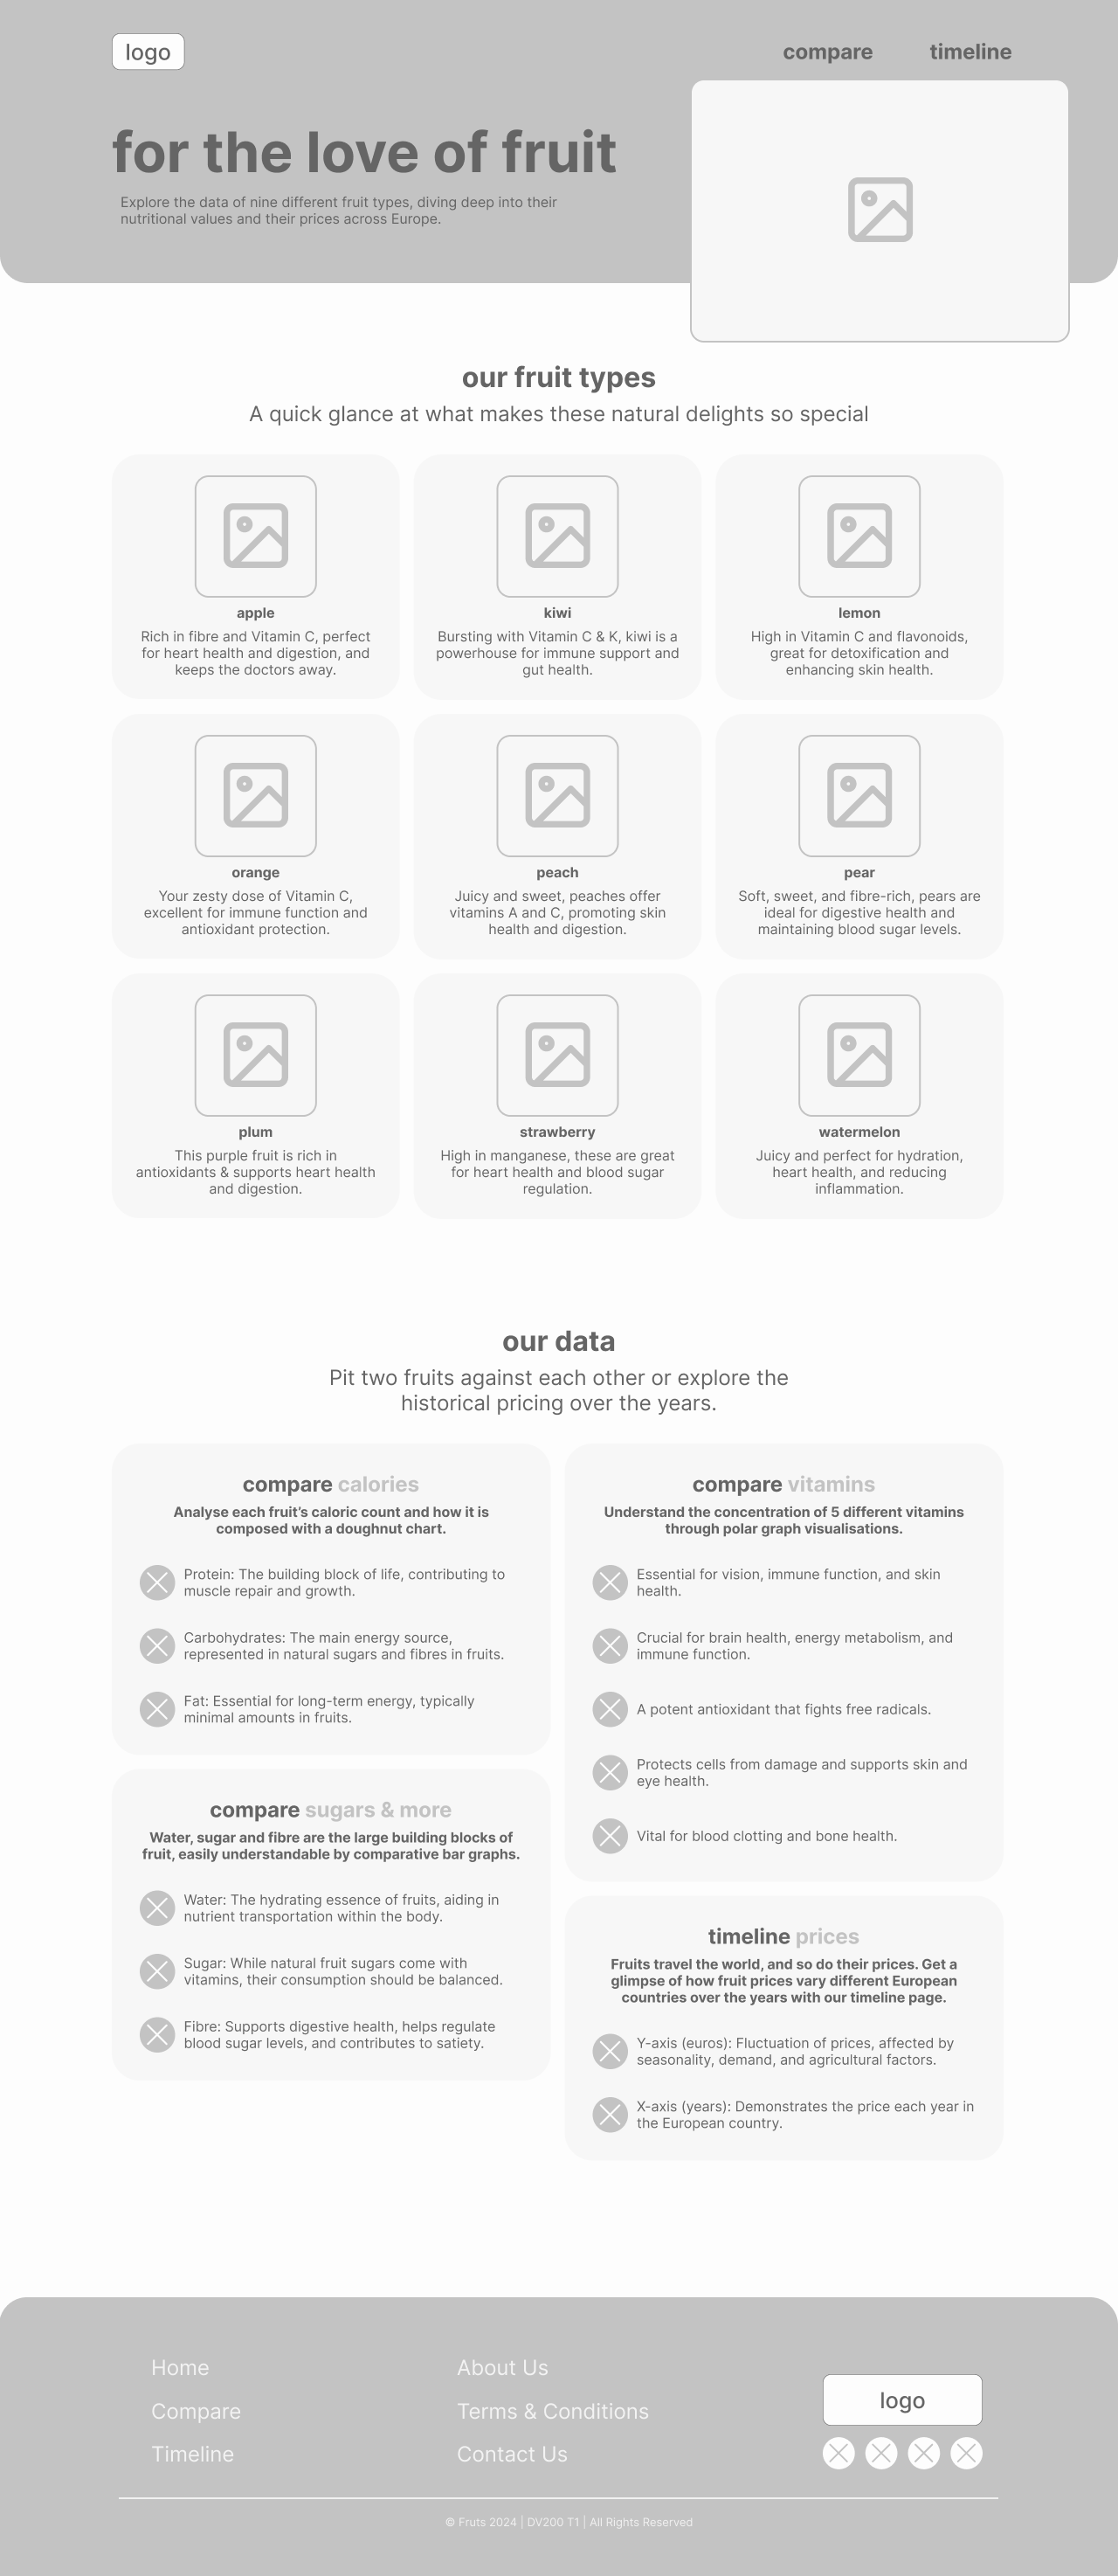 logo
compare
timeline
for the love of fruit
Explore the data of nine different fruit types, diving deep into their
nutritional values and their prices across Europe.
our fruit types
A quick glance at what makes these natural delights so special
apple
Rich in fibre and Vitamin C, perfect
for heart health and digestion, and
keeps the doctors away.
kiwi
Bursting with Vitamin C & K, kiwi is a
powerhouse for immune support and
gut health.
lemon
High in Vitamin C and flavonoids,
great for detoxification and
enhancing skin health.
orange
Your zesty dose of Vitamin C,
excellent for immune function and
antioxidant protection.
peach
Juicy and sweet, peaches offer
vitamins A and C, promoting skin
health and digestion.
pear
Soft, sweet, and fibre-rich, pears are
ideal for digestive health and
maintaining blood sugar levels.
plum
This purple fruit is rich in
antioxidants & supports heart health
and digestion.
strawberry
High in manganese, these are great
for heart health and blood sugar
regulation.
watermelon
Juicy and perfect for hydration,
heart health, and reducing
inflammation.
our data
Pit two fruits against each other or explore the
historical pricing over the years.
compare calories
Analyse each fruit's caloric count and how it is
composed with a doughnut chart.
Protein: The building block of life, contributing to
muscle repair and growth.
Carbohydrates: The main energy source,
represented in natural sugars and fibres in fruits.
Fat: Essential for long-term energy, typically
minimal amounts in fruits.
compare sugars & more
Water, sugar and fibre are the large building blocks of
fruit, easily understandable by comparative bar graphs.
Water: The hydrating essence of fruits, aiding in
nutrient transportation within the body.
Sugar: While natural fruit sugars come with
vitamins, their consumption should be balanced.
Fibre: Supports digestive health, helps regulate
blood sugar levels, and contributes to satiety.
compare vitamins
Understand the concentration of 5 different vitamins
through polar graph visualisations.
Essential for vision, immune function, and skin
health.
Crucial for brain health, energy metabolism, and
immune function.
A potent antioxidant that fights free radicals.
Protects cells from damage and supports skin and
eye health.
Vital for blood clotting and bone health.
timeline prices
Fruits travel the world, and so do their prices. Get a
glimpse of how fruit prices vary different European
countries over the years with our timeline page.
Y-axis (euros): Fluctuation of prices, affected by
seasonality, demand, and agricultural factors.
X-axis (years): Demonstrates the price each year in
the European country.
Home
Compare
Timeline
About Us
Terms & Conditions
Contact Us
logo
© Fruts 2024 | DV200 T1 | All Rights Reserved